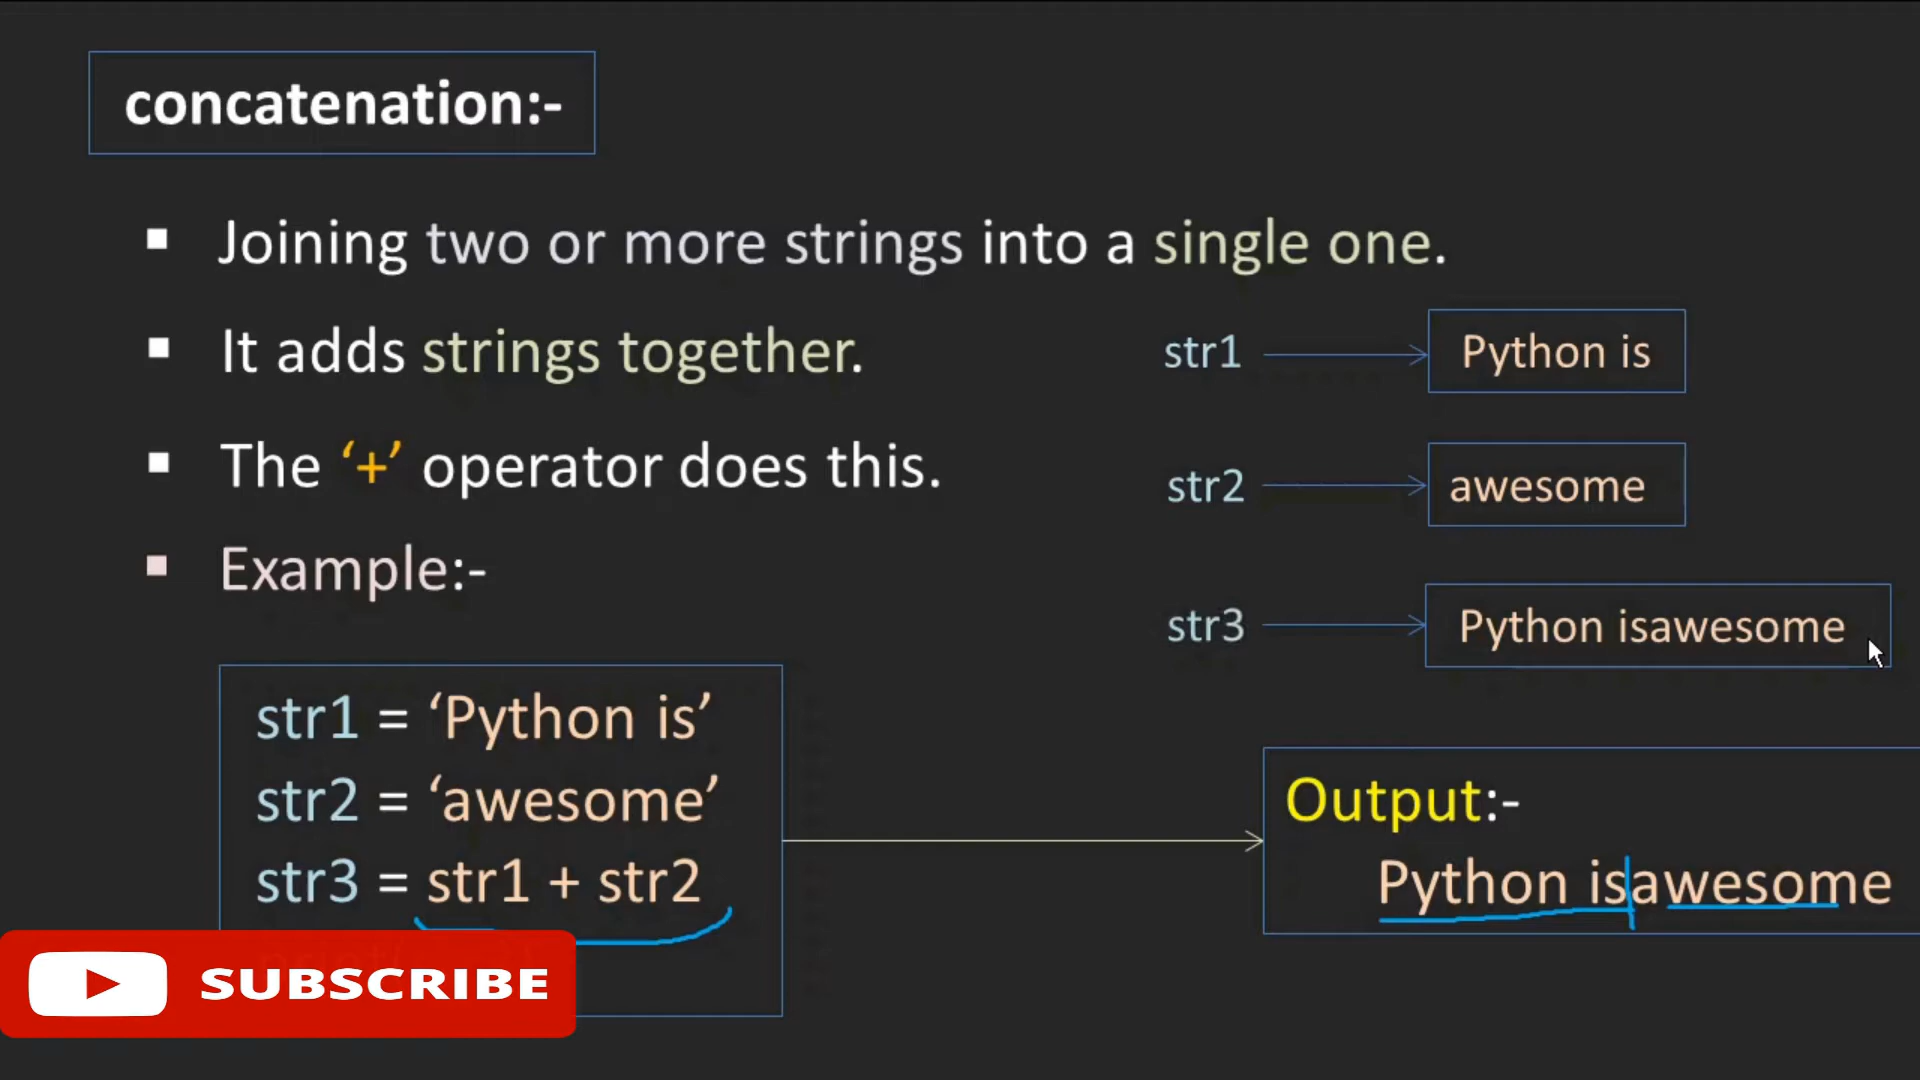 concatenation:-
▪ Joining two or more strings into a single one.
▪ It adds strings together.
▪ The ‘+’ operator does this.
▪ Example:-
str1 Python is
str2 awesome
str3 Python isawesome
str1 = ‘Python is’
str2 = ‘awesome’
str3 = str1 + str2
Output:-
Python isawesome
SUBSCRIBE